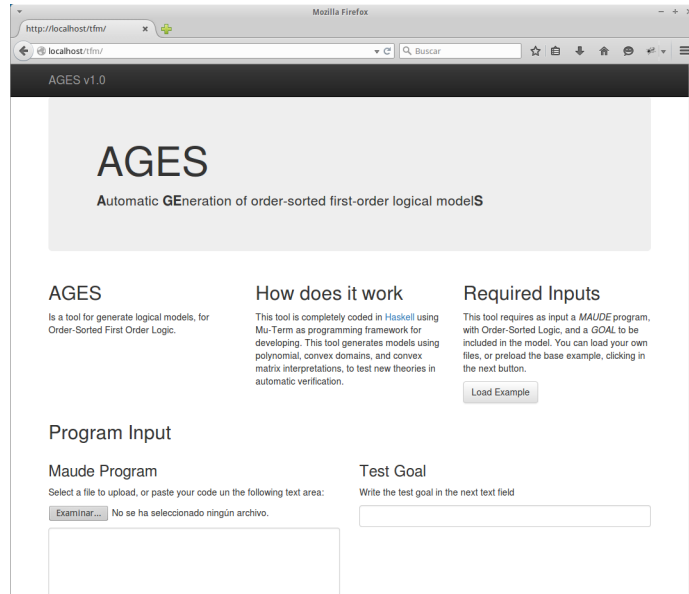 Mozilla Firefox
http://localhost/tfm/
localhost/tfm/
Buscar
AGES v1.0
AGES
Automatic GEneration of order-sorted first-order logical modelS
AGES
Is a tool for generate logical models, for
Order-Sorted First Order Logic.
How does it work
This tool is completely coded in Haskell using
Mu-Term as programming framework for
developing. This tool generates models using
polynomial, convex domains, and convex
matrix interpretations, to test new theories in
automatic verification.
Required Inputs
This tool requires as input a MAUDE program,
with Order-Sorted Logic, and a GOAL to be
included in the model. You can load your own
files, or preload the base example, clicking in
the next button.
Load Example
Program Input
Maude Program
Select a file to upload, or paste your code un the following text area:
Examinar... No se ha seleccionado ningún archivo.
Test Goal
Write the test goal in the next text field